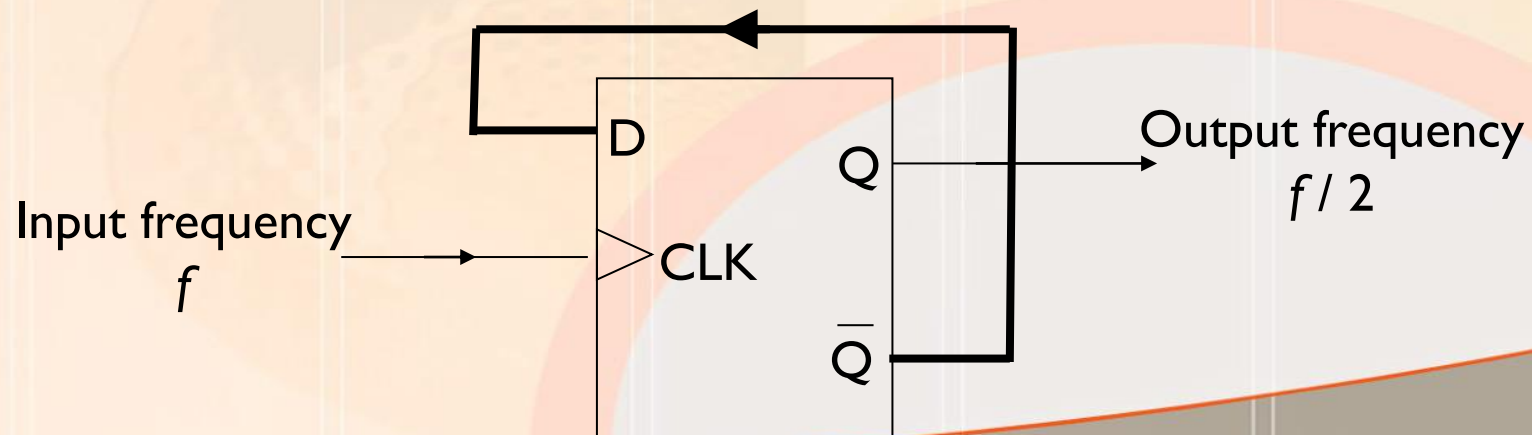 D
Q
Output frequency
f / 2
Input frequency
f
CLK
Q̅